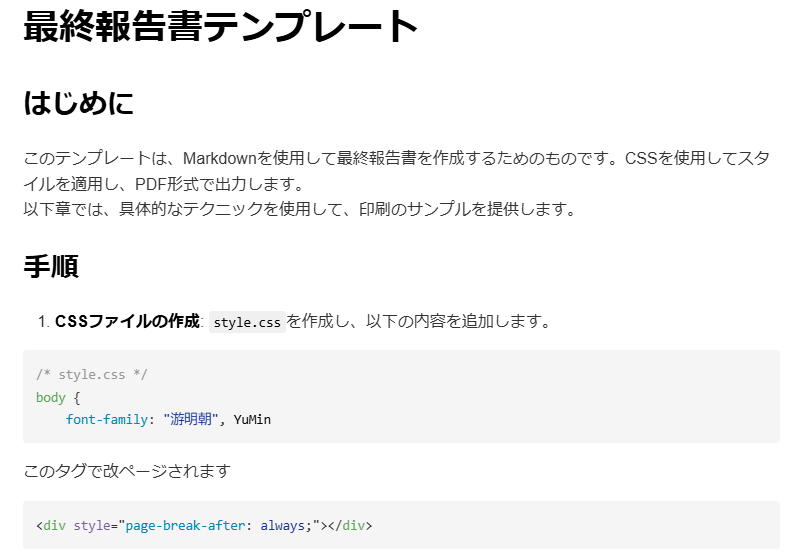 最終報告書テンプレート
はじめに
このテンプレートは、Markdownを使用して最終報告書を作成するためのものです。CSSを使用してスタ
イルを適用し、PDF形式で出力します。
以下章では、具体的なテクニックを使用して、印刷のサンプルを提供します。
手順
1. CSSファイルの作成: style.cssを作成し、以下の内容を追加します。
/* style.css */
body {
    font-family: "游明朝", YuMin
このタグで改ページされます
<div style="page-break-after: always;"></div>